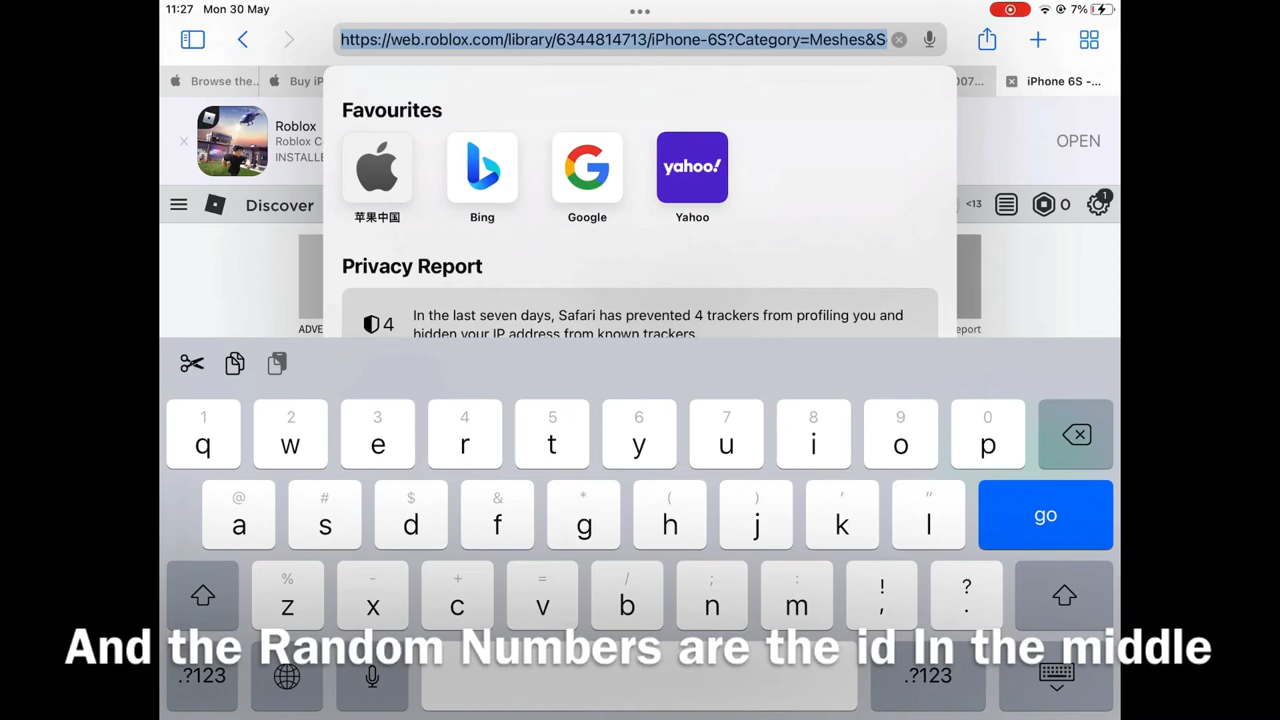 11:27 Mon 30 May
7%
https://web.roblox.com/library/6344814713/iPhone-6S?Category=Meshes&S
Browse the..
Buy iP
007..
iPhone 6S -...
Roblox
Roblox C
INSTALLE
OPEN
Discover
<13
0
1
Favourites
yahoo!
苹果中国
Bing
Google
Yahoo
Privacy Report
4
In the last seven days, Safari has prevented 4 trackers from profiling you and
hidden your IP address from known trackers.
ADVE
eport
1 2 3 4 5 6 7 8 9 0
q w e r t y u i o p
@ # $ & * ( ) ' "
a s d f g h j k l
go
% - + = / ; : ! ?
z x c v b n m , .
And the Random Numbers are the id In the middle
.?123
.?123